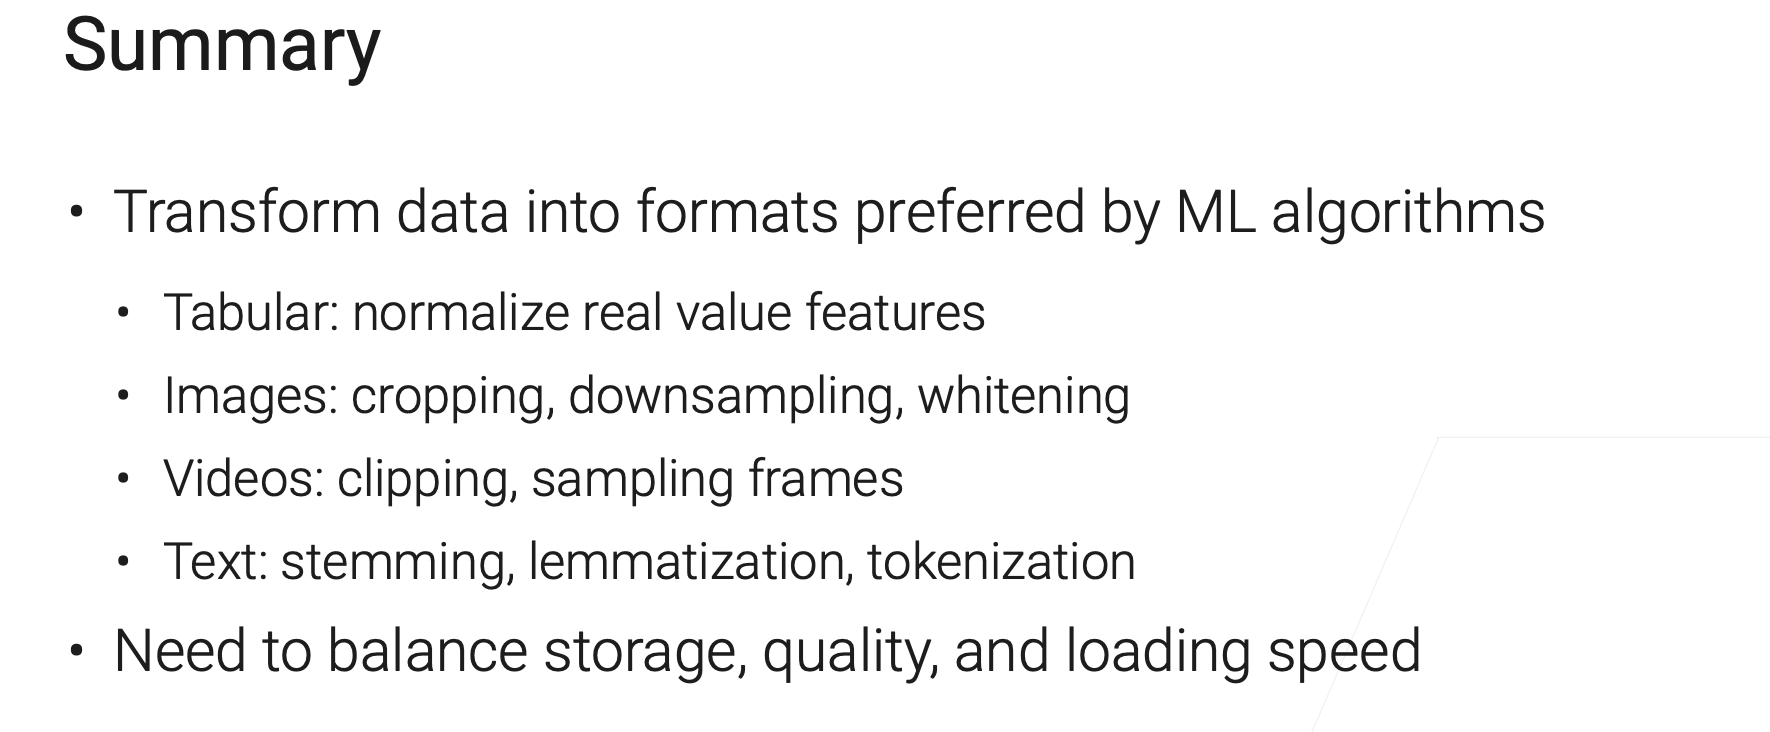 Summary
• Transform data into formats preferred by ML algorithms
• Tabular: normalize real value features
• Images: cropping, downsampling, whitening
• Videos: clipping, sampling frames
• Text: stemming, lemmatization, tokenization
• Need to balance storage, quality, and loading speed